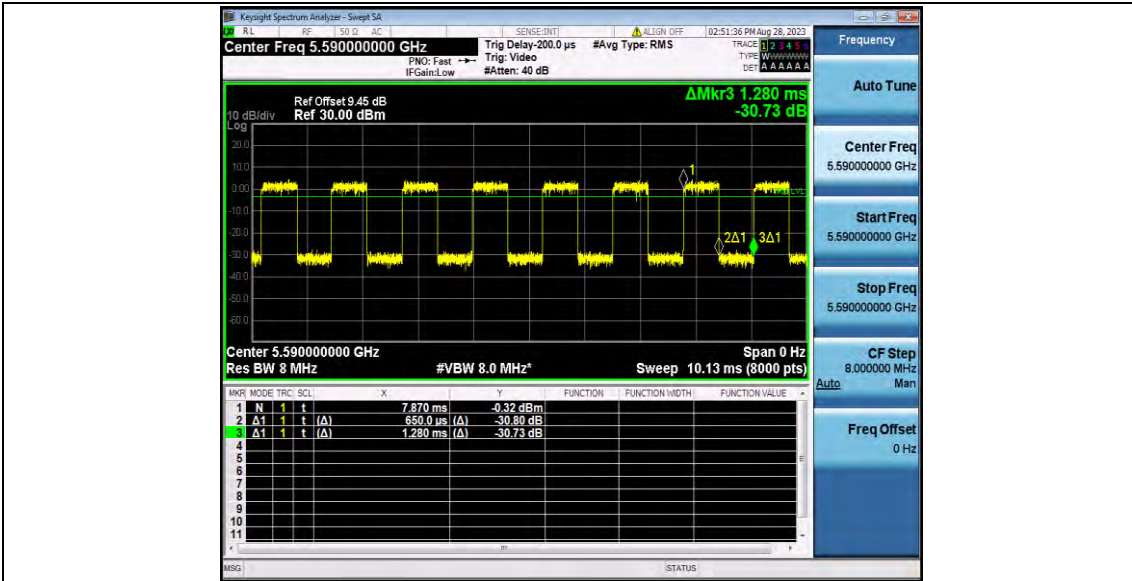 Keysight Spectrum Analyzer - Swept SA
RL RF 50 Ω AC SENSE:INT ALIGN OFF 02:51:36 PM Aug 28, 2023
Center Freq 5.590000000 GHz
Trig Delay-200.0 µs #Avg Type: RMS
TRACE 1 2 3 4 5 6
PNO: Fast Trig: Video
TYPE W
IFGain:Low #Atten: 40 dB
DET A A A A A A
ΔMkr3 1.280 ms
-30.73 dB
Ref Offset 9.45 dB
10 dB/div Ref 30.00 dBm
Log
20.0
10.0
0.00
-10.0
-20.0
-30.0
-40.0
-50.0
-60.0
1
2Δ1
3Δ1
Center 5.590000000 GHz Span 0 Hz
Res BW 8 MHz #VBW 8.0 MHz* Sweep 10.13 ms (8000 pts)
MKR MODE TRC SCL X Y FUNCTION FUNCTION WIDTH FUNCTION VALUE
1 N 1 t 7.870 ms -0.32 dBm
2 Δ1 1 t (Δ) 650.0 µs (Δ) -30.80 dB
3 Δ1 1 t (Δ) 1.280 ms (Δ) -30.73 dB
4
5
6
7
8
9
10
11
MSG STATUS
Frequency
Auto Tune
Center Freq
5.590000000 GHz
Start Freq
5.590000000 GHz
Stop Freq
5.590000000 GHz
CF Step
8.000000 MHz
Auto Man
Freq Offset
0 Hz